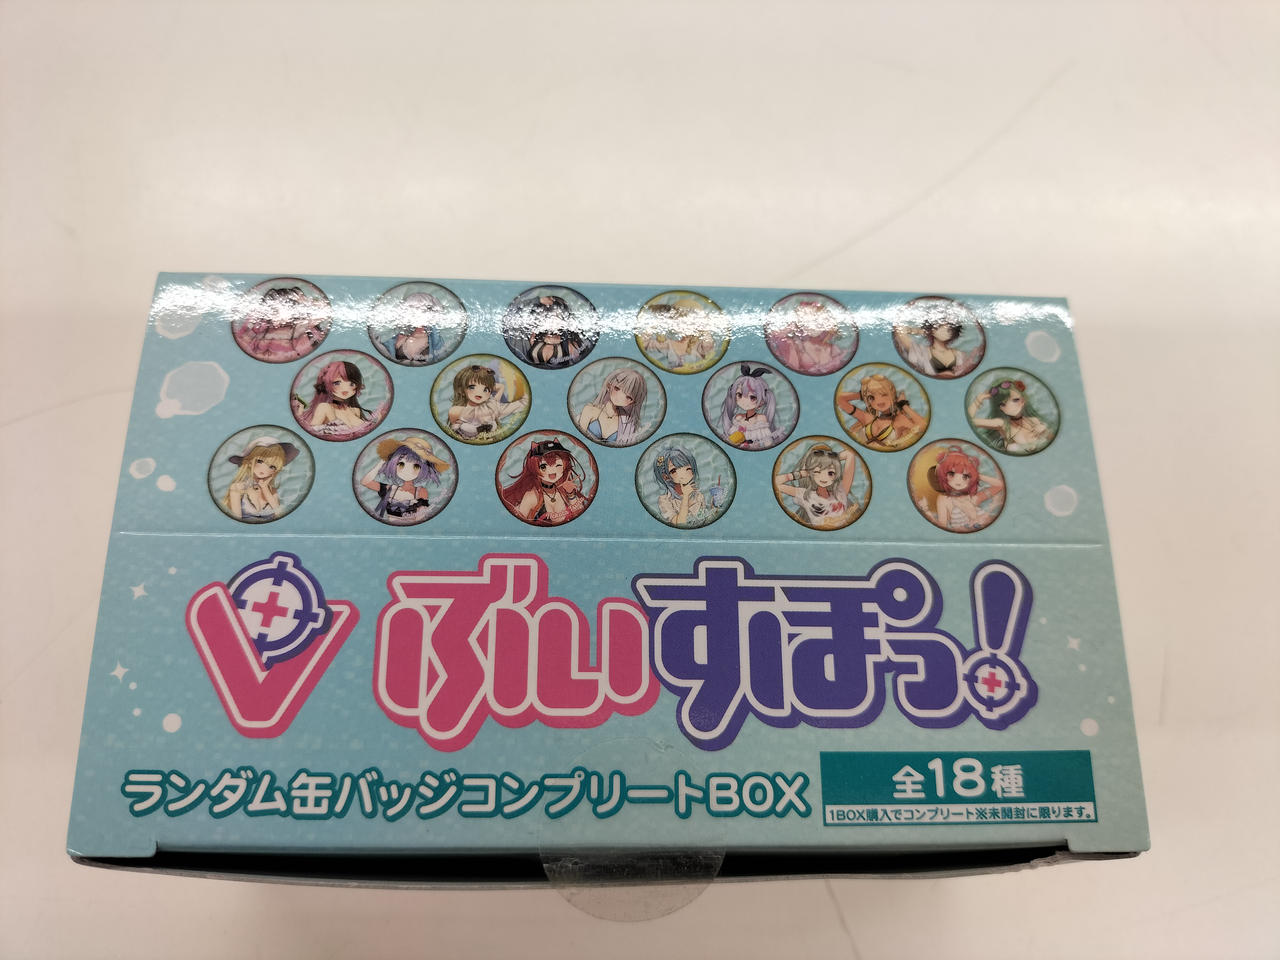 ぶいすぽっ!
ランダム缶バッジコンプリートBOX
全18種
1BOX購入でコンプリート※未開封に限ります。